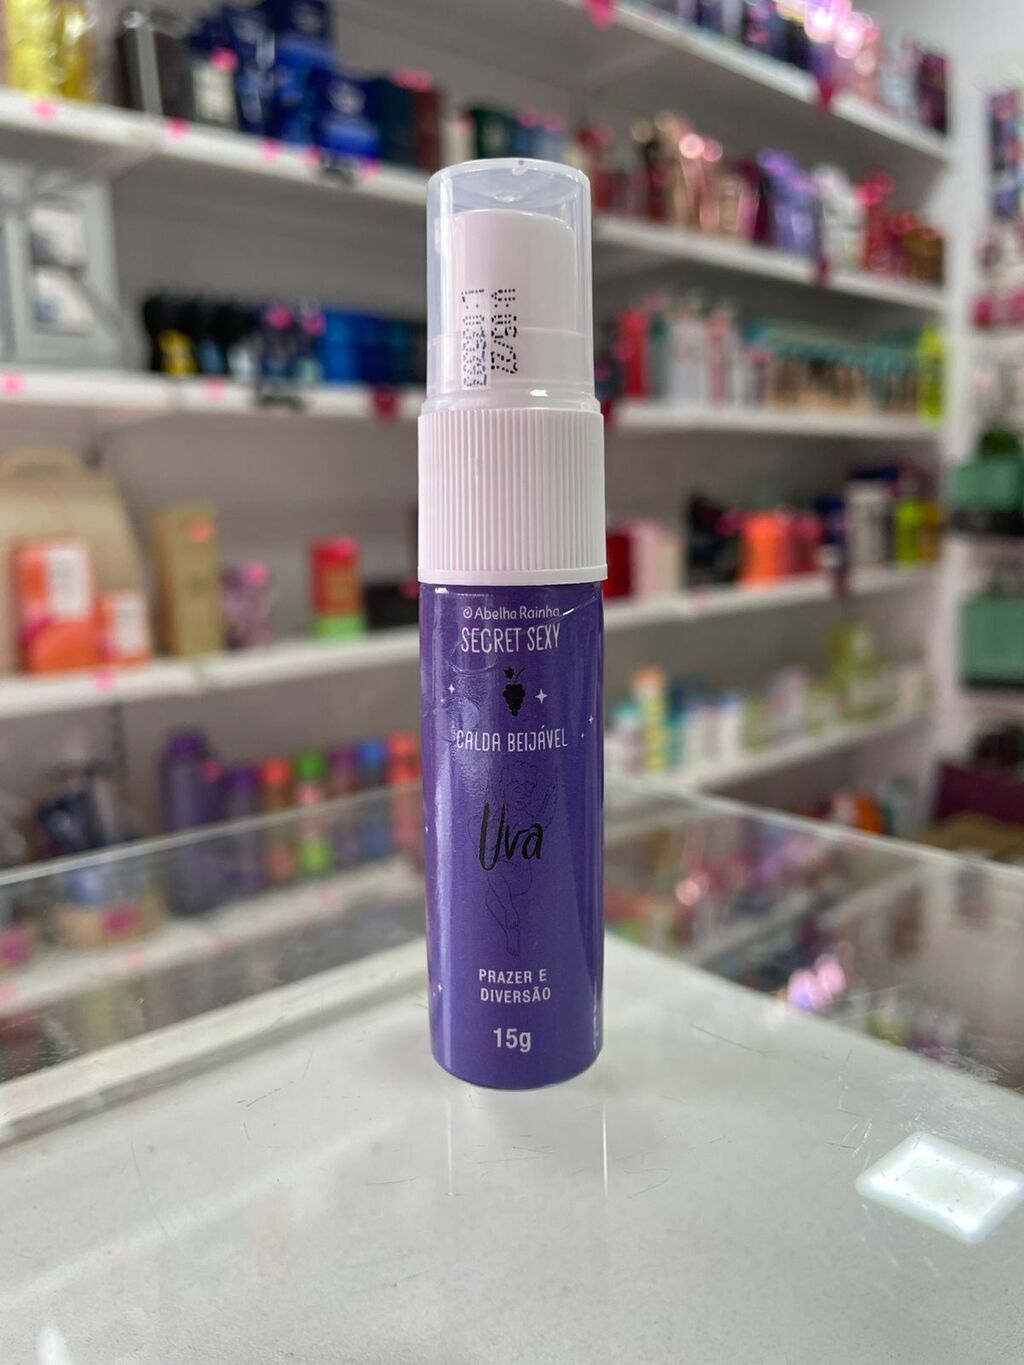 Abelha Rainha
SECRET SEXY
CALDA BEIJÁVEL
Uva
PRAZER E
DIVERSÃO
15g